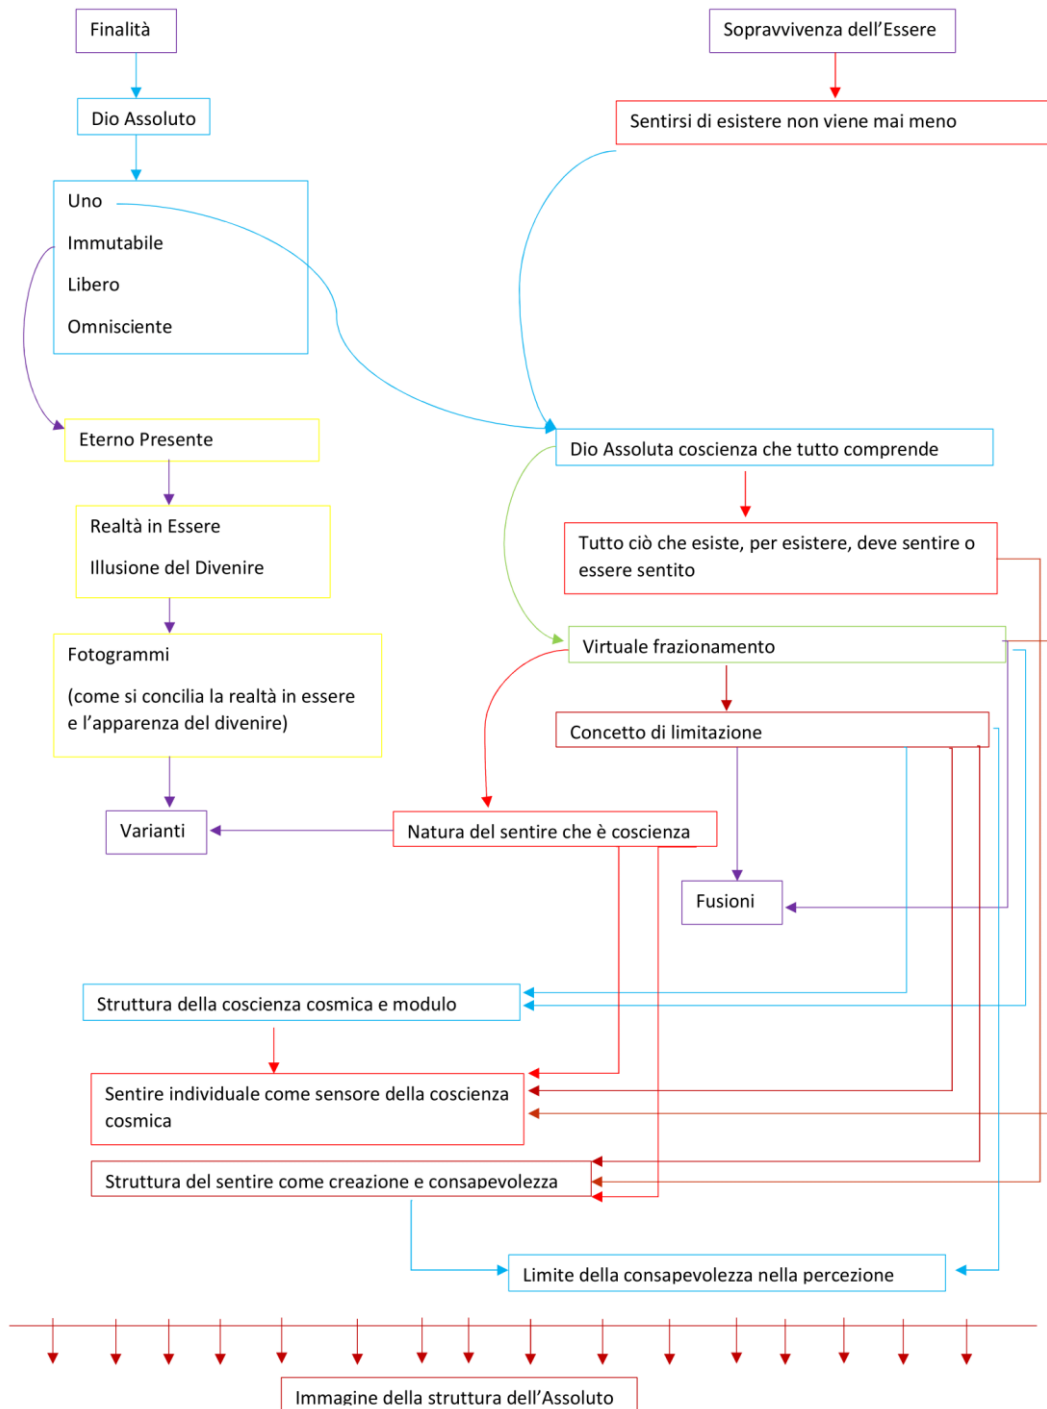 Finalità
Sopravvivenza dell’Essere
Dio Assoluto
Sentirsi di esistere non viene mai meno
Uno
Immutabile
Libero
Omnisciente
Eterno Presente
Dio Assoluta coscienza che tutto comprende
Realtà in Essere
Illusione del Divenire
Tutto ciò che esiste, per esistere, deve sentire o
essere sentito
Fotogrammi
(come si concilia la realtà in essere
e l’apparenza del divenire)
Virtuale frazionamento
Concetto di limitazione
Varianti
Natura del sentire che è coscienza
Fusioni
Struttura della coscienza cosmica e modulo
Sentire individuale come sensore della coscienza
cosmica
Struttura del sentire come creazione e consapevolezza
Limite della consapevolezza nella percezione
Immagine della struttura dell’Assoluto